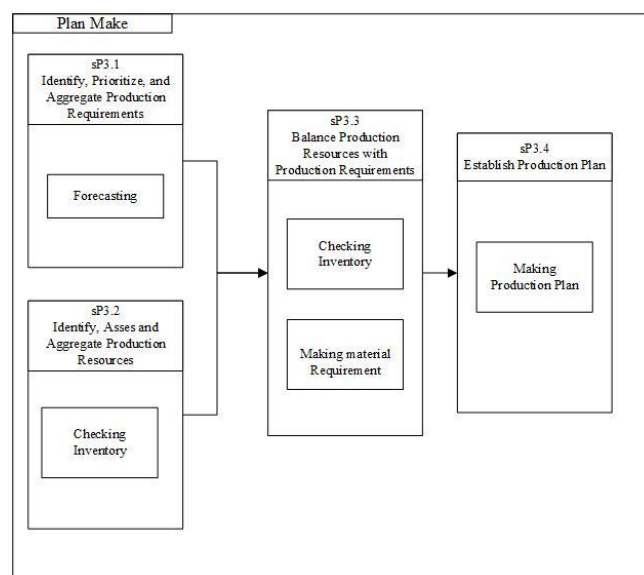 Plan Make
sP3.1
Identify, Prioritize, and
Aggregate Production
Requirements
Forecasting
sP3.2
Identify, Asses and
Aggregate Production
Resources
Checking
Inventory
sP3.3
Balance Production
Resources with
Production Requirements
Checking
Inventory
Making material
Requirement
sP3.4
Establish Production Plan
Making
Production Plan